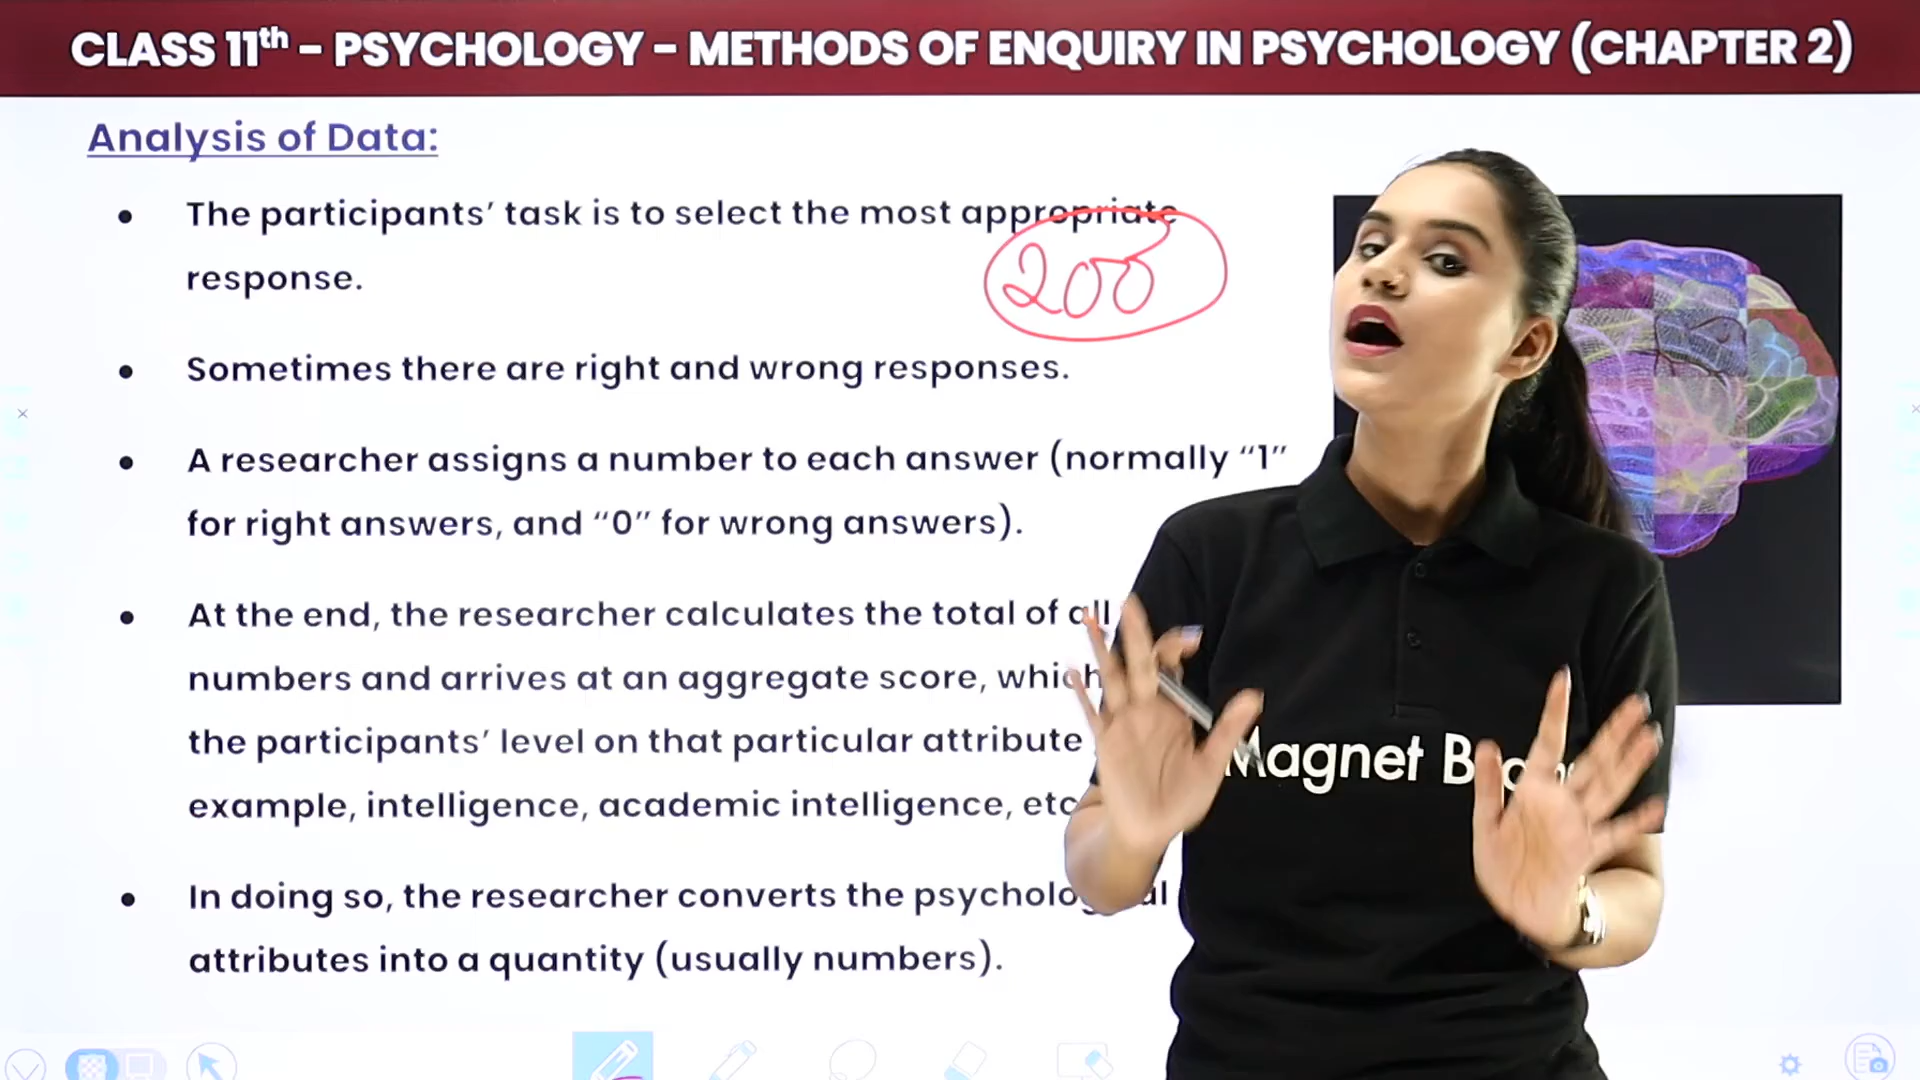 CLASS 11th – PSYCHOLOGY – METHODS OF ENQUIRY IN PSYCHOLOGY (CHAPTER 2)
Analysis of Data:
• The participants’ task is to select the most appropriate
response.
200
• Sometimes there are right and wrong responses.
• A researcher assigns a number to each answer (normally “1”
for right answers, and “0” for wrong answers).
• At the end, the researcher calculates the total of all
numbers and arrives at an aggregate score, which
the participants’ level on that particular attribute
example, intelligence, academic intelligence, etc
• In doing so, the researcher converts the psychological
attributes into a quantity (usually numbers).
Magnet